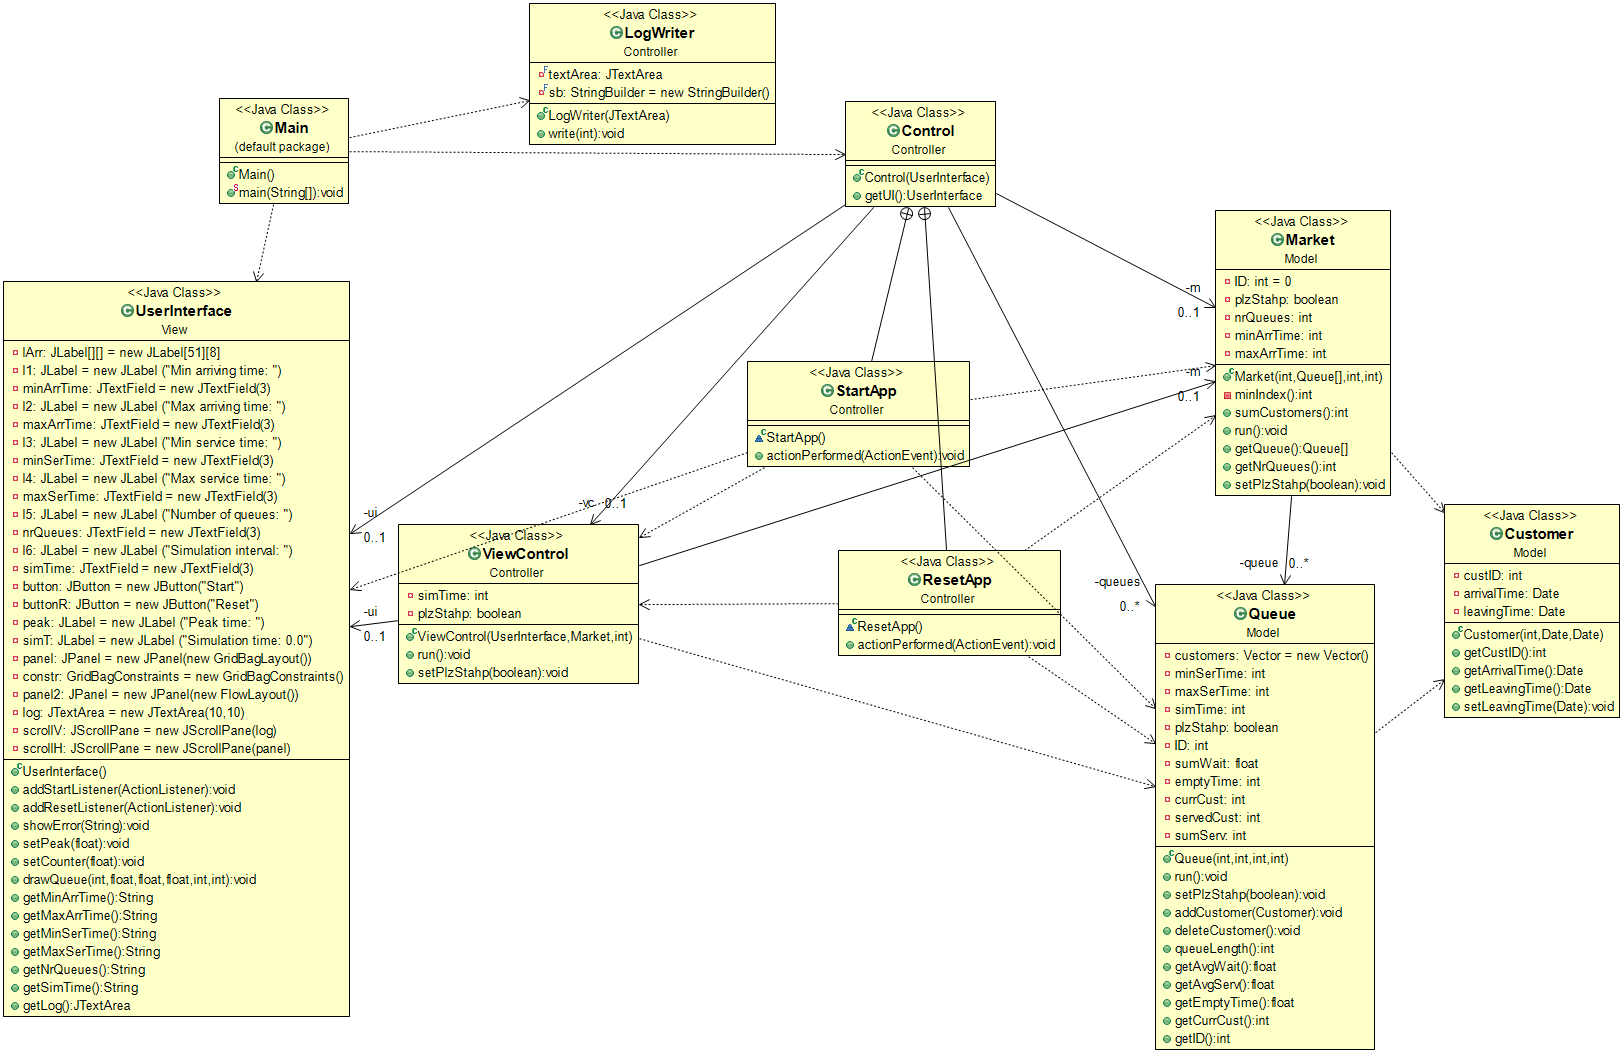 <<Java Class>>
LogWriter
Controller
textArea: JTextArea
sb: StringBuilder = new StringBuilder()
LogWriter(JTextArea)
write(int):void
<<Java Class>>
Main
(default package)
Main()
main(String[]):void
<<Java Class>>
Control
Controller
Control(UserInterface)
getUI():UserInterface
<<Java Class>>
Market
Model
ID: int = 0
plzStahp: boolean
nrQueues: int
minArrTime: int
maxArrTime: int
Market(int,Queue[],int,int)
minIndex():int
sumCustomers():int
run():void
getQueue():Queue[]
getNrQueues():int
setPlzStahp(boolean):void
-m
0..1
-m
0..1
<<Java Class>>
UserInterface
View
lArr: JLabel[][] = new JLabel[51][8]
l1: JLabel = new JLabel ("Min arriving time: ")
minArrTime: JTextField = new JTextField(3)
l2: JLabel = new JLabel ("Max arriving time: ")
maxArrTime: JTextField = new JTextField(3)
l3: JLabel = new JLabel ("Min service time: ")
minSerTime: JTextField = new JTextField(3)
l4: JLabel = new JLabel ("Max service time: ")
maxSerTime: JTextField = new JTextField(3)
l5: JLabel = new JLabel ("Number of queues: ")
nrQueues: JTextField = new JTextField(3)
l6: JLabel = new JLabel ("Simulation interval: ")
simTime: JTextField = new JTextField(3)
button: JButton = new JButton("Start")
buttonR: JButton = new JButton("Reset")
peak: JLabel = new JLabel ("Peak time: ")
simT: JLabel = new JLabel ("Simulation time: 0.0")
panel: JPanel = new JPanel(new GridBagLayout())
constr: GridBagConstraints = new GridBagConstraints()
panel2: JPanel = new JPanel(new FlowLayout())
log: JTextArea = new JTextArea(10,10)
scrollV: JScrollPane = new JScrollPane(log)
scrollH: JScrollPane = new JScrollPane(panel)
UserInterface()
addStartListener(ActionListener):void
addResetListener(ActionListener):void
showError(String):void
setPeak(float):void
setCounter(float):void
drawQueue(int,float,float,float,int,int):void
getMinArrTime():String
getMaxArrTime():String
getMinSerTime():String
getMaxSerTime():String
getNrQueues():String
getSimTime():String
getLog():JTextArea
-ui
0..1
-ui
0..1
<<Java Class>>
StartApp
Controller
StartApp()
actionPerformed(ActionEvent):void
-vc 0..1
<<Java Class>>
ViewControl
Controller
simTime: int
plzStahp: boolean
ViewControl(UserInterface,Market,int)
run():void
setPlzStahp(boolean):void
<<Java Class>>
ResetApp
Controller
ResetApp()
actionPerformed(ActionEvent):void
-queues
0..*
-queue 0..*
<<Java Class>>
Customer
Model
custID: int
arrivalTime: Date
leavingTime: Date
Customer(int,Date,Date)
getCustID():int
getArrivalTime():Date
getLeavingTime():Date
setLeavingTime(Date):void
<<Java Class>>
Queue
Model
customers: Vector = new Vector()
minSerTime: int
maxSerTime: int
simTime: int
plzStahp: boolean
ID: int
sumWait: float
emptyTime: int
currCust: int
servedCust: int
sumServ: int
Queue(int,int,int,int)
run():void
setPlzStahp(boolean):void
addCustomer(Customer):void
deleteCustomer():void
queueLength():int
getAvgWait():float
getAvgServ():float
getEmptyTime():float
getCurrCust():int
getID():int